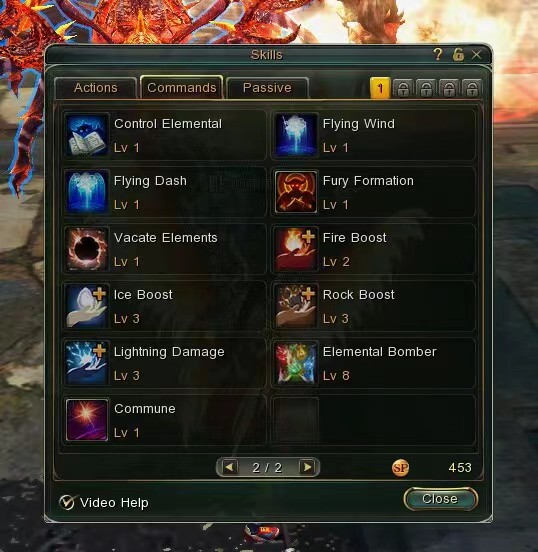 Skills
?
Actions Commands Passive
1
Control Elemental
Lv 1
Flying Wind
Lv 1
Flying Dash
Lv 1
Fury Formation
Lv 1
Vacate Elements
Lv 1
Fire Boost
Lv 2
Ice Boost
Lv 3
Rock Boost
Lv 3
Lightning Damage
Lv 3
Elemental Bomber
Lv 8
Commune
Lv 1
2 / 2
SP 453
Video Help
Close